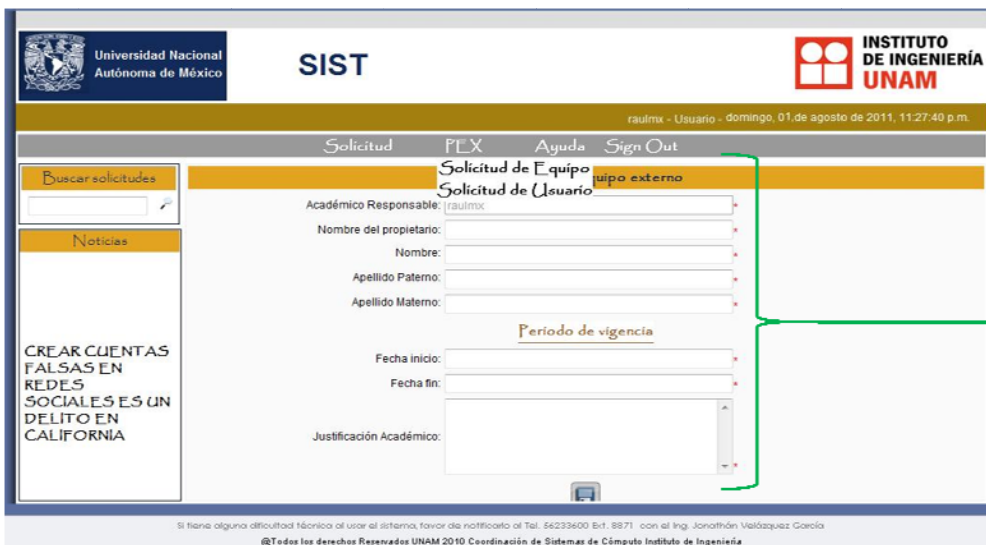 Universidad Nacional
Autónoma de México
SIST
INSTITUTO
DE INGENIERÍA
UNAM
raulmx - Usuario - domingo, 01,de agosto de 2011, 11:27:40 p.m.
Solicitud PEX Ayuda Sign Out
Solicitud de Equipo
Solicitud de Usuario
Buscar solicitudes
quipo externo
Académico Responsable: raulmx *
Nombre del propietario: *
Nombre: *
Apellido Paterno: *
Apellido Materno: *
Periodo de vigencia
Fecha inicio: *
Fecha fin: *
Justificación Académico: *
Noticias
CREAR CUENTAS
FALSAS EN
REDES
SOCIALES ES UN
DELITO EN
CALIFORNIA
Si tiene alguna dificultad técnica al usar el sistema, favor de notificarlo al Tel. 56233600 Ext. 8871 con el Ing. Jonathán Velázquez García
@Todos los derechos Reservados UNAM 2010 Coordinación de Sistemas de Cómputo Instituto de Ingeniería